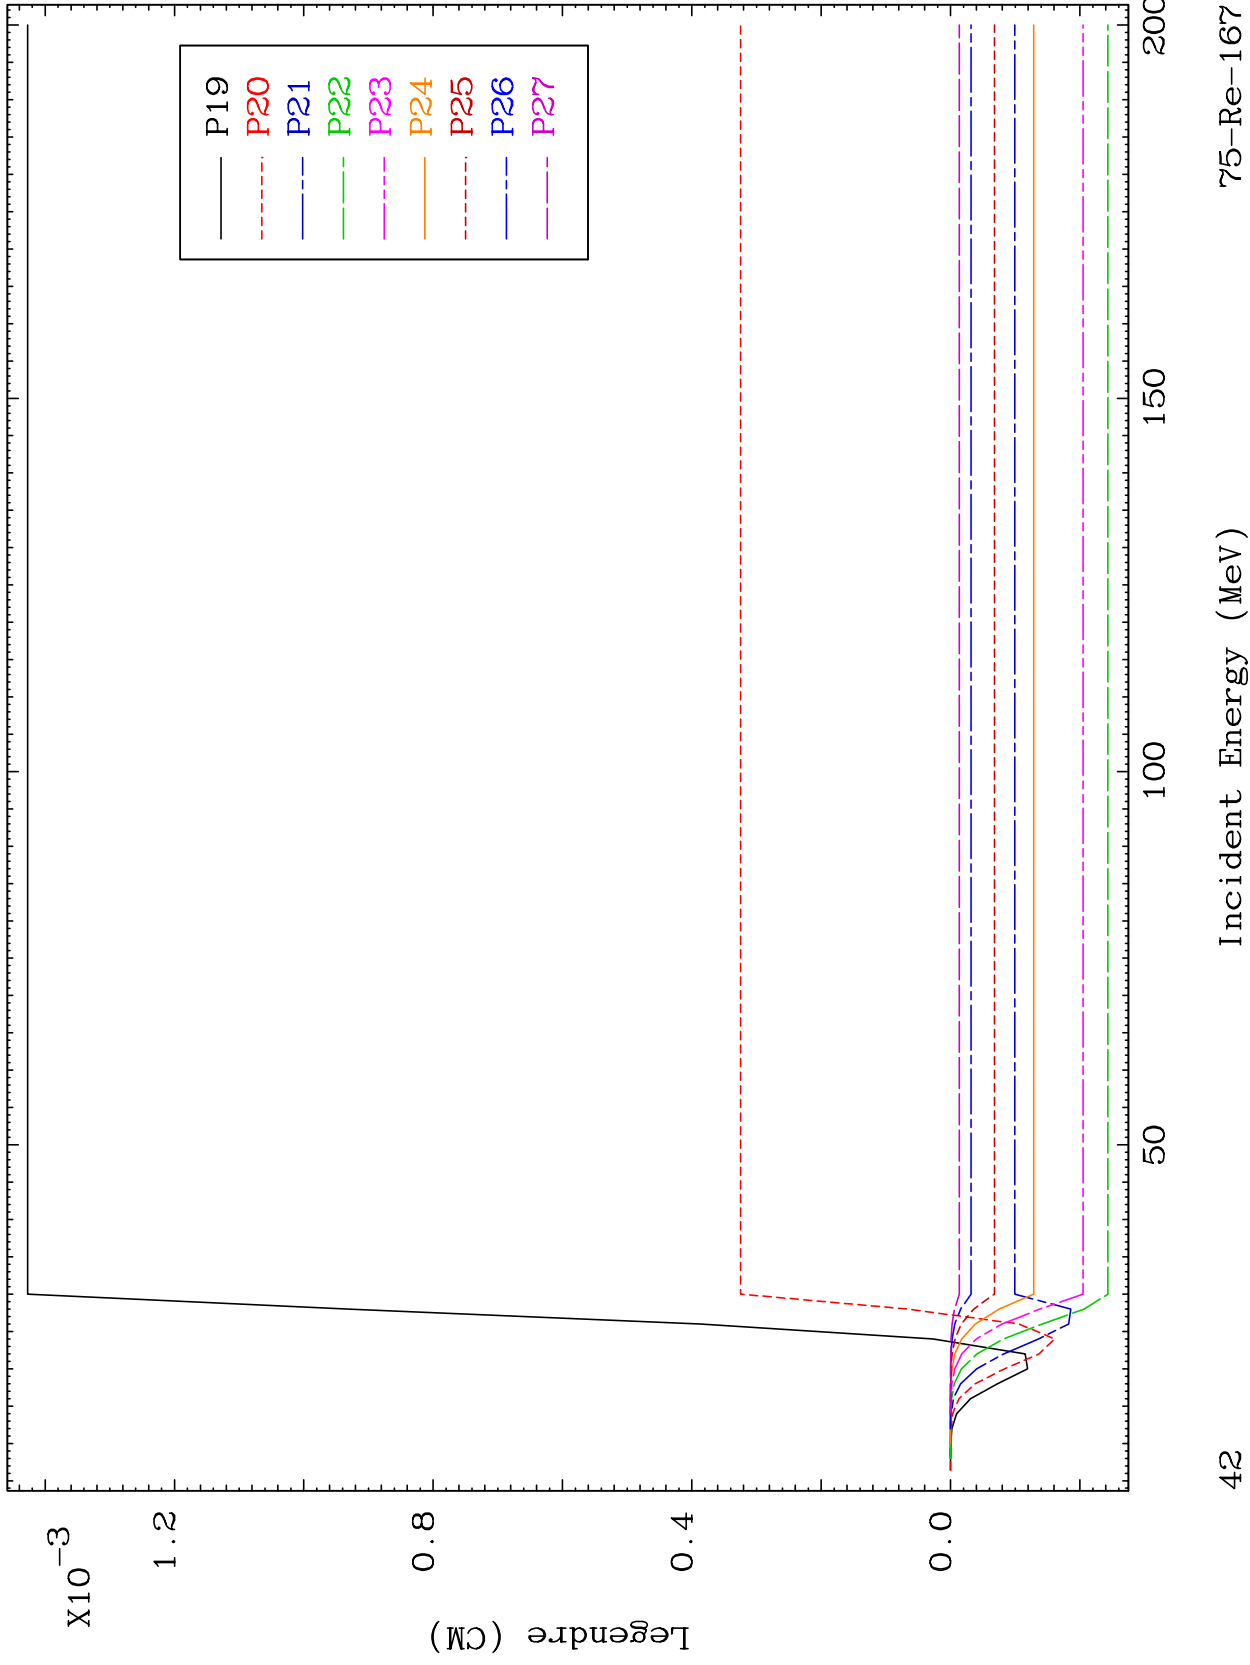 X10-3
1.2
0.8
0.4
0.0
Legendre (CM)
P19
P20
P21
P22
P23
P24
P25
P26
P27
50
100
150
200
Incident Energy (MeV)
42
75-Re-167